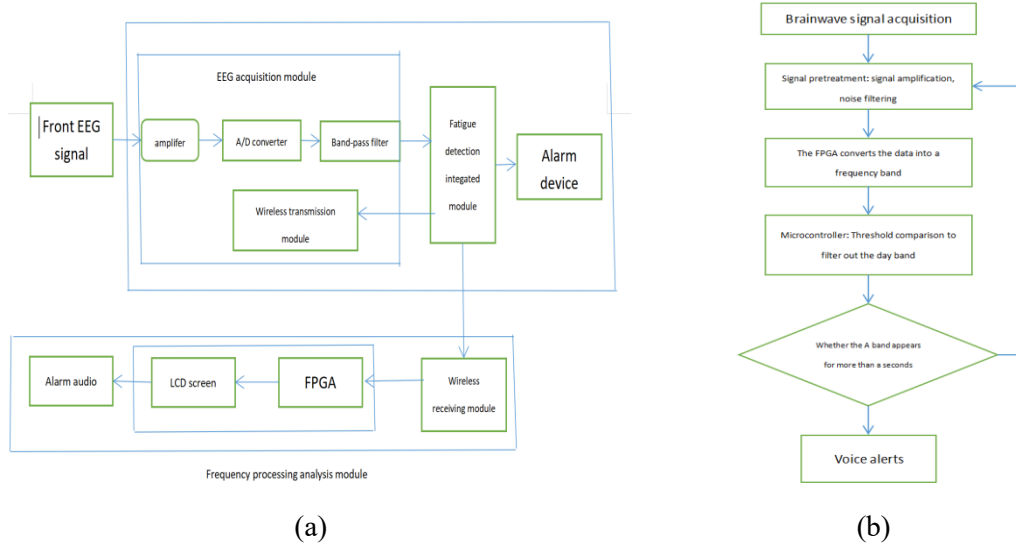 EEG acquisition module
Front EEG
signal
amplifer
A/D converter
Band-pass filter
Fatigue
detection
integated
module
Alarm
device
Wireless transmission
module
Alarm audio
LCD screen
FPGA
Wireless
receiving module
Frequency processing analysis module
(a)
Brainwave signal acquisition
Signal pretreatment: signal amplification,
noise filtering
The FPGA converts the data into a
frequency band
Microcontroller: Threshold comparison to
filter out the day band
Whether the A band appears
for more than a seconds
Voice alerts
(b)